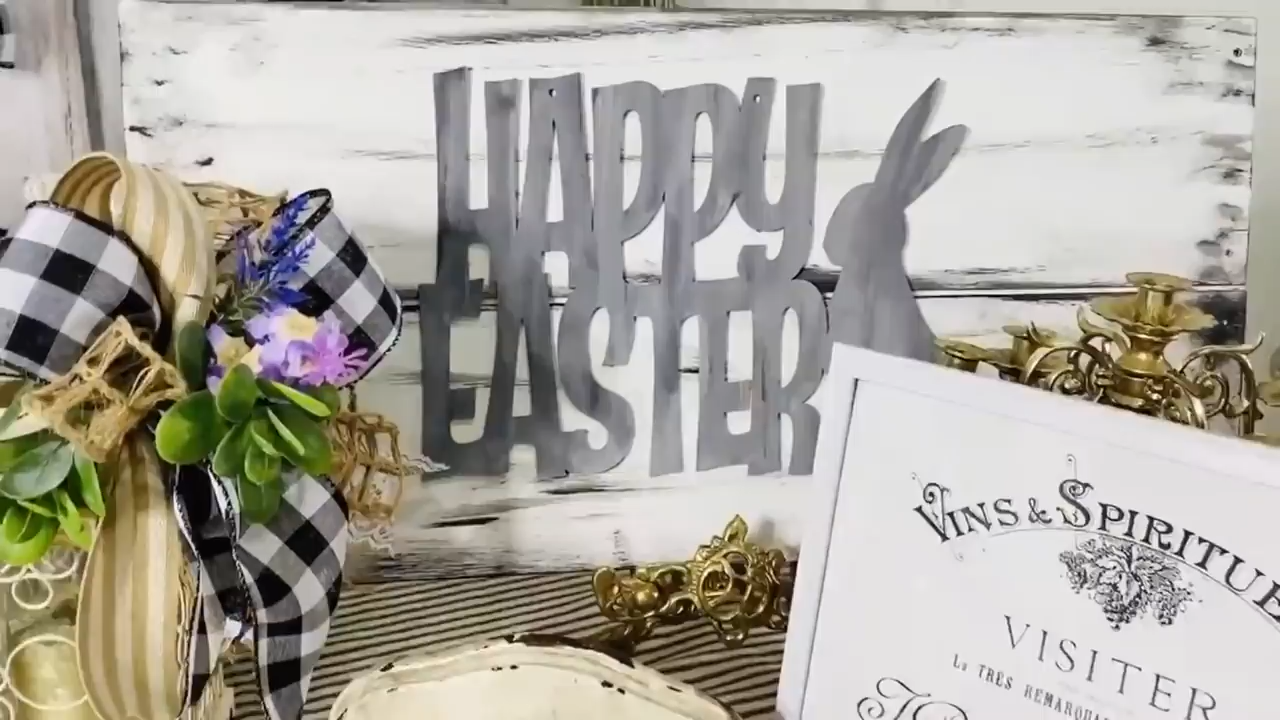 HAPPY
EASTER
VINS & SPIRITUE
VISITER
La TRES REMARQUA